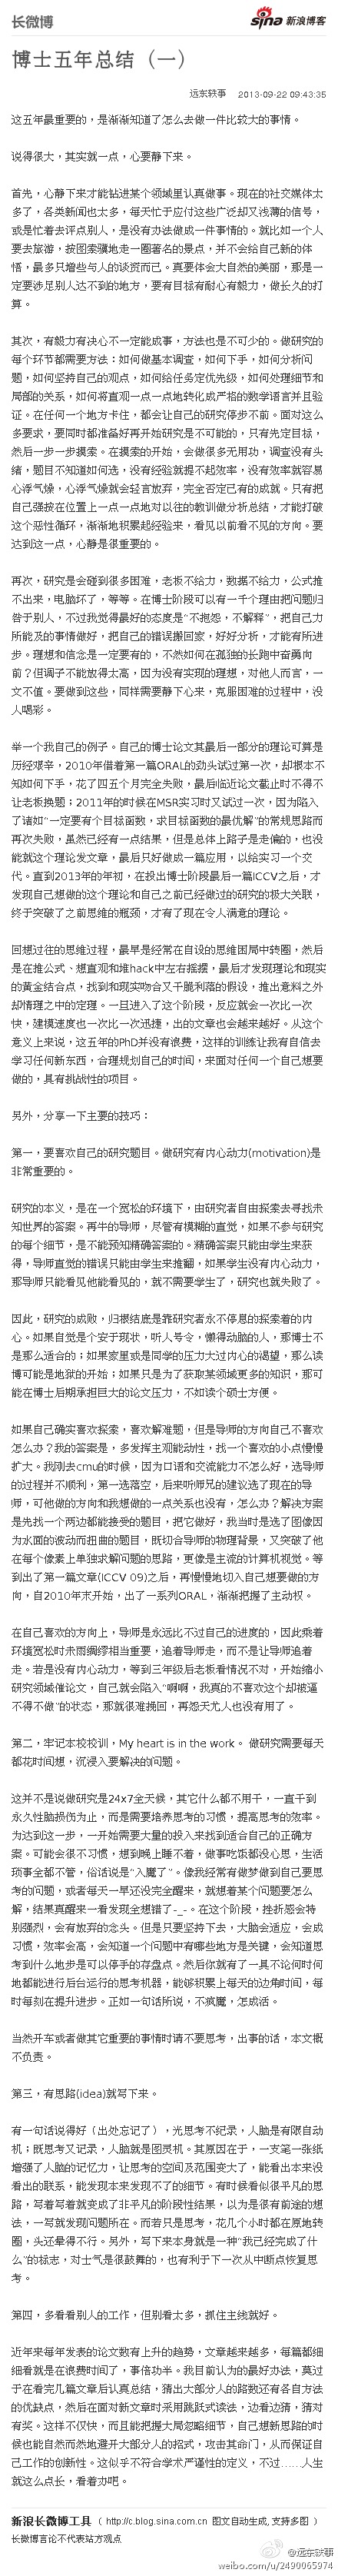 长微博
sina 新浪博客
博士五年总结（一）
远东轶事 2013-09-22 09:43:35
这五年最重要的，是渐渐知道了怎么去做一件比较大的事情。
说得很大，其实就一点，心要静下来。
首先，心静下来才能钻进某个领域里认真做事。现在的社交媒体太
多了，各类新闻也太多，每天忙于应付这些广泛却又浅薄的信号，
或是忙着去评点别人，是没有办法做成一件事情的。就比如一个人
要去旅游，按图索骥地走一圈著名的景点，并不会给自己新的体
悟，最多只增些与人的谈资而已。真要体会大自然的美丽，那是一
定要涉足别人达不到的地方，要有目标有耐心有毅力，做长久的打
算。
其次，有毅力有决心不一定能成事，方法也是不可少的。做研究的
每个环节都需要方法：如何做基本调查，如何下手，如何分析问
题，如何坚持自己的观点，如何给任务定优先级，如何处理细节和
局部的关系，如何将直观一点一点地转化成严格的数学语言并且验
证。在任何一个地方卡住，都会让自己的研究停步不前。面对这么
多要求，要同时都准备好再开始研究是不可能的，只有先定目标，
然后一步一步摸索。在摸索的开始，会做很多无用功，调查没有头
绪，题目不知道如何选，没有经验就提不起效率，没有效率就容易
心浮气燥，心浮气燥就会轻言放弃，完全否定己有的成就。只有把
自己强按在位置上一点一点地对以往的教训做分析总结，才能打破
这个恶性循环，渐渐地积累起经验来，看见以前看不见的方向。要
达到这一点，心静是很重要的。
再次，研究是会碰到很多困难，老板不给力，数据不给力，公式推
不出来，电脑坏了，等等。在博士阶段可以有一千个理由把问题归
咎于别人，不过我觉得最好的态度是“不抱怨，不解释”，把自己力
所能及的事情做好，把自己的错误搬回家，好好分析，才能有所进
步。理想和信念是一定要有的，不然如何在孤独的长跑中奋勇向
前？但调子不能放得太高，因为没有实现的理想，对他人而言，一
文不值。要做到这些，同样需要静下心来，克服困难的过程中，没
人喝彩。
举一个我自己的例子。自己的博士论文其最后一部分的理论可算是
历经艰辛，2010年借着第一篇ORAL的劲头试过第一次，却根本不
知如何下手，花了四五个月完全失败，最后临近论文截止时不得不
让老板换题；2011年的时候在MSR实习时又试过一次，因为陷入
了诸如“一定要有个目标函数，求目标函数的最优解”的常规思路而
再次失败，虽然已经有一点结果，但是总体上路子是走偏的，也没
能就这个理论发文章，最后只好做成一篇应用，以给实习一个交
代。直到2013年的年初，在投出博士阶段最后一篇ICCV之后，才
发现自己想做的这个理论和自己之前已经做过的研究的极大关联，
终于突破了之前思维的瓶颈，才有了现在令人满意的理论。
回想过往的思维过程，最早是经常在自设的思维困局中转圈，然后
是在推公式、想直观和堆hack中左右摇摆，最后才发现理论和现实
的黄金结合点，找到和现实吻合又干脆利落的假设，推出意料之外
却情理之中的定理。一旦进入了这个阶段，反应就会一次比一次
快，建模速度也一次比一次迅捷，出的文章也会越来越好。从这个
意义上来说，这五年的PhD并没有浪费，这样的训练让我有自信去
学习任何新东西，合理规划自己的时间，来面对任何一个自己想要
做的，具有挑战性的项目。
另外，分享一下主要的技巧：
第一，要喜欢自己的研究题目。做研究有内心动力(motivation)是
非常重要的。
研究的本义，是在一个宽松的环境下，由研究者自由探索去寻找未
知世界的答案。再牛的导师，尽管有模糊的直觉，如果不参与研究
的每个细节，是不能预知精确答案的。精确答案只能由学生来获
得，导师直觉的错误只能由学生来推翻，如果学生没有内心动力，
那导师只能看见他能看见的，就不需要学生了，研究也就失败了。
因此，研究的成败，归根结底是靠研究者永不停息的探索着的内
心。如果自觉是个安于现状，听人号令，懒得动脑的人，那博士不
是那么适合的；如果家里或是同学的压力大过内心的渴望，那么读
博可能是地狱的开始；如果只是为了获取某领域更多的知识，那可
能在博士后期承担巨大的论文压力，不如读个硕士方便。
如果自己确实喜欢探索，喜欢解难题，但是导师的方向自己不喜欢
怎么办？我的答案是，多发挥主观能动性，找一个喜欢的小点慢慢
扩大。我刚去cmu的时候，因为口语和交流能力不怎么好，选导师
的过程并不顺利，第一选落空，后来听师兄的建议选了现在的导
师，可他做的方向和我想做的一点关系也没有，怎么办？解决方案
是先找一个两边都能接受的题目，把它做好，我当时是选了图像因
为水面的波动而扭曲的题目，既切合导师的物理背景，又突破了他
在每个像素上单独求解问题的思路，更像是主流的计算机视觉。等
到出了第一篇文章(ICCV 09)之后，再慢慢地切入自己想要做的方
向，自2010年末开始，出了一系列ORAL，渐渐把握了主动权。
在自己喜欢的方向上，导师是永远比不过自己的进度的，因此乘着
环境宽松时未雨绸缪相当重要，追着导师走，而不是让导师追着
走。若是没有内心动力，等到三年级后老板看情况不对，开始缩小
研究领域催论文，自己就会陷入“啊啊，我真的不喜欢这个却被逼
不得不做”的状态，那就很难挽回，再怨天尤人也没有用了。
第二，牢记本校校训，My heart is in the work。 做研究需要每天
都花时间想，沉浸入要解决的问题。
这并不是说做研究是24x7全天候，其它什么都不用干，一直干到
永久性脑损伤为止，而是需要培养思考的习惯，提高思考的效率。
为达到这一步，一开始需要大量的投入来找到适合自己的正确方
案。可能会很不习惯，想到晚上睡不着，做事吃饭都没心思，生活
琐事全都不管，俗话说是“入魔了”。像我经常有做梦做到自己要思
考的问题，或者每天一早还没完全醒来，就想着某个问题要怎么
解，结果真醒来一看发现全想错了-_-。在这个阶段，挫折感会特
别强烈，会有放弃的念头。但是只要坚持下去，大脑会适应，会成
习惯，效率会高，会知道一个问题中有哪些地方是关键，会知道思
考到什么地步是可以停手的存盘点。然后你就有了一具不论何时何
地都能进行后台运行的思考机器，能够积累上每天的边角时间，每
时每刻在提升进步。正如一句话所说，不疯魔，怎成活。
当然开车或者做其它重要的事情时请不要思考，出事的话，本文概
不负责。
第三，有思路(idea)就写下来。
有一句话说得好（出处忘记了），光思考不纪录，人脑是有限自动
机；既思考又记录，人脑就是图灵机。其原因在于，一支笔一张纸
增强了人脑的记忆力，让思考的空间及范围变大了，能看出本来没
看出的联系，能发现本来发现不了的细节。有时候看似很平凡的思
路，写着写着就变成了非平凡的阶段性结果，以为是很有前途的想
法，一写就发现问题所在。而若只是思考，花几个小时都在原地转
圈，头还晕得不行。另外，写下来本身就是一种“我已经完成了什
么”的标志，对士气是很鼓舞的，也有利于下一次从中断点恢复思
考。
第四，多看看别人的工作，但别看太多，抓住主线就好。
近年来每年发表的论文数有上升的趋势，文章越来越多，每篇都细
细看就是在浪费时间了，事倍功半。我目前认为的最好办法，莫过
于在看完几篇文章后认真总结，猜出大部分人的路数还有各自方法
的优缺点，然后在面对新文章时采用跳跃式读法，边看边猜，猜对
有奖。这样不仅快，而且能把握大局忽略细节，自己想新思路的时
候也能自然而然地避开大部分人的招式，攻击其命门，从而保证自
己工作的创新性。这似乎不符合学术严谨性的定义，不过……人生
就这么点长，看着办吧。
新浪长微博工具（ http://c.blog.sina.com.cn 图文自动生成, 支持多图 ）
长微博言论不代表站方观点
@远东轶事
weibo.com/u/2490065974